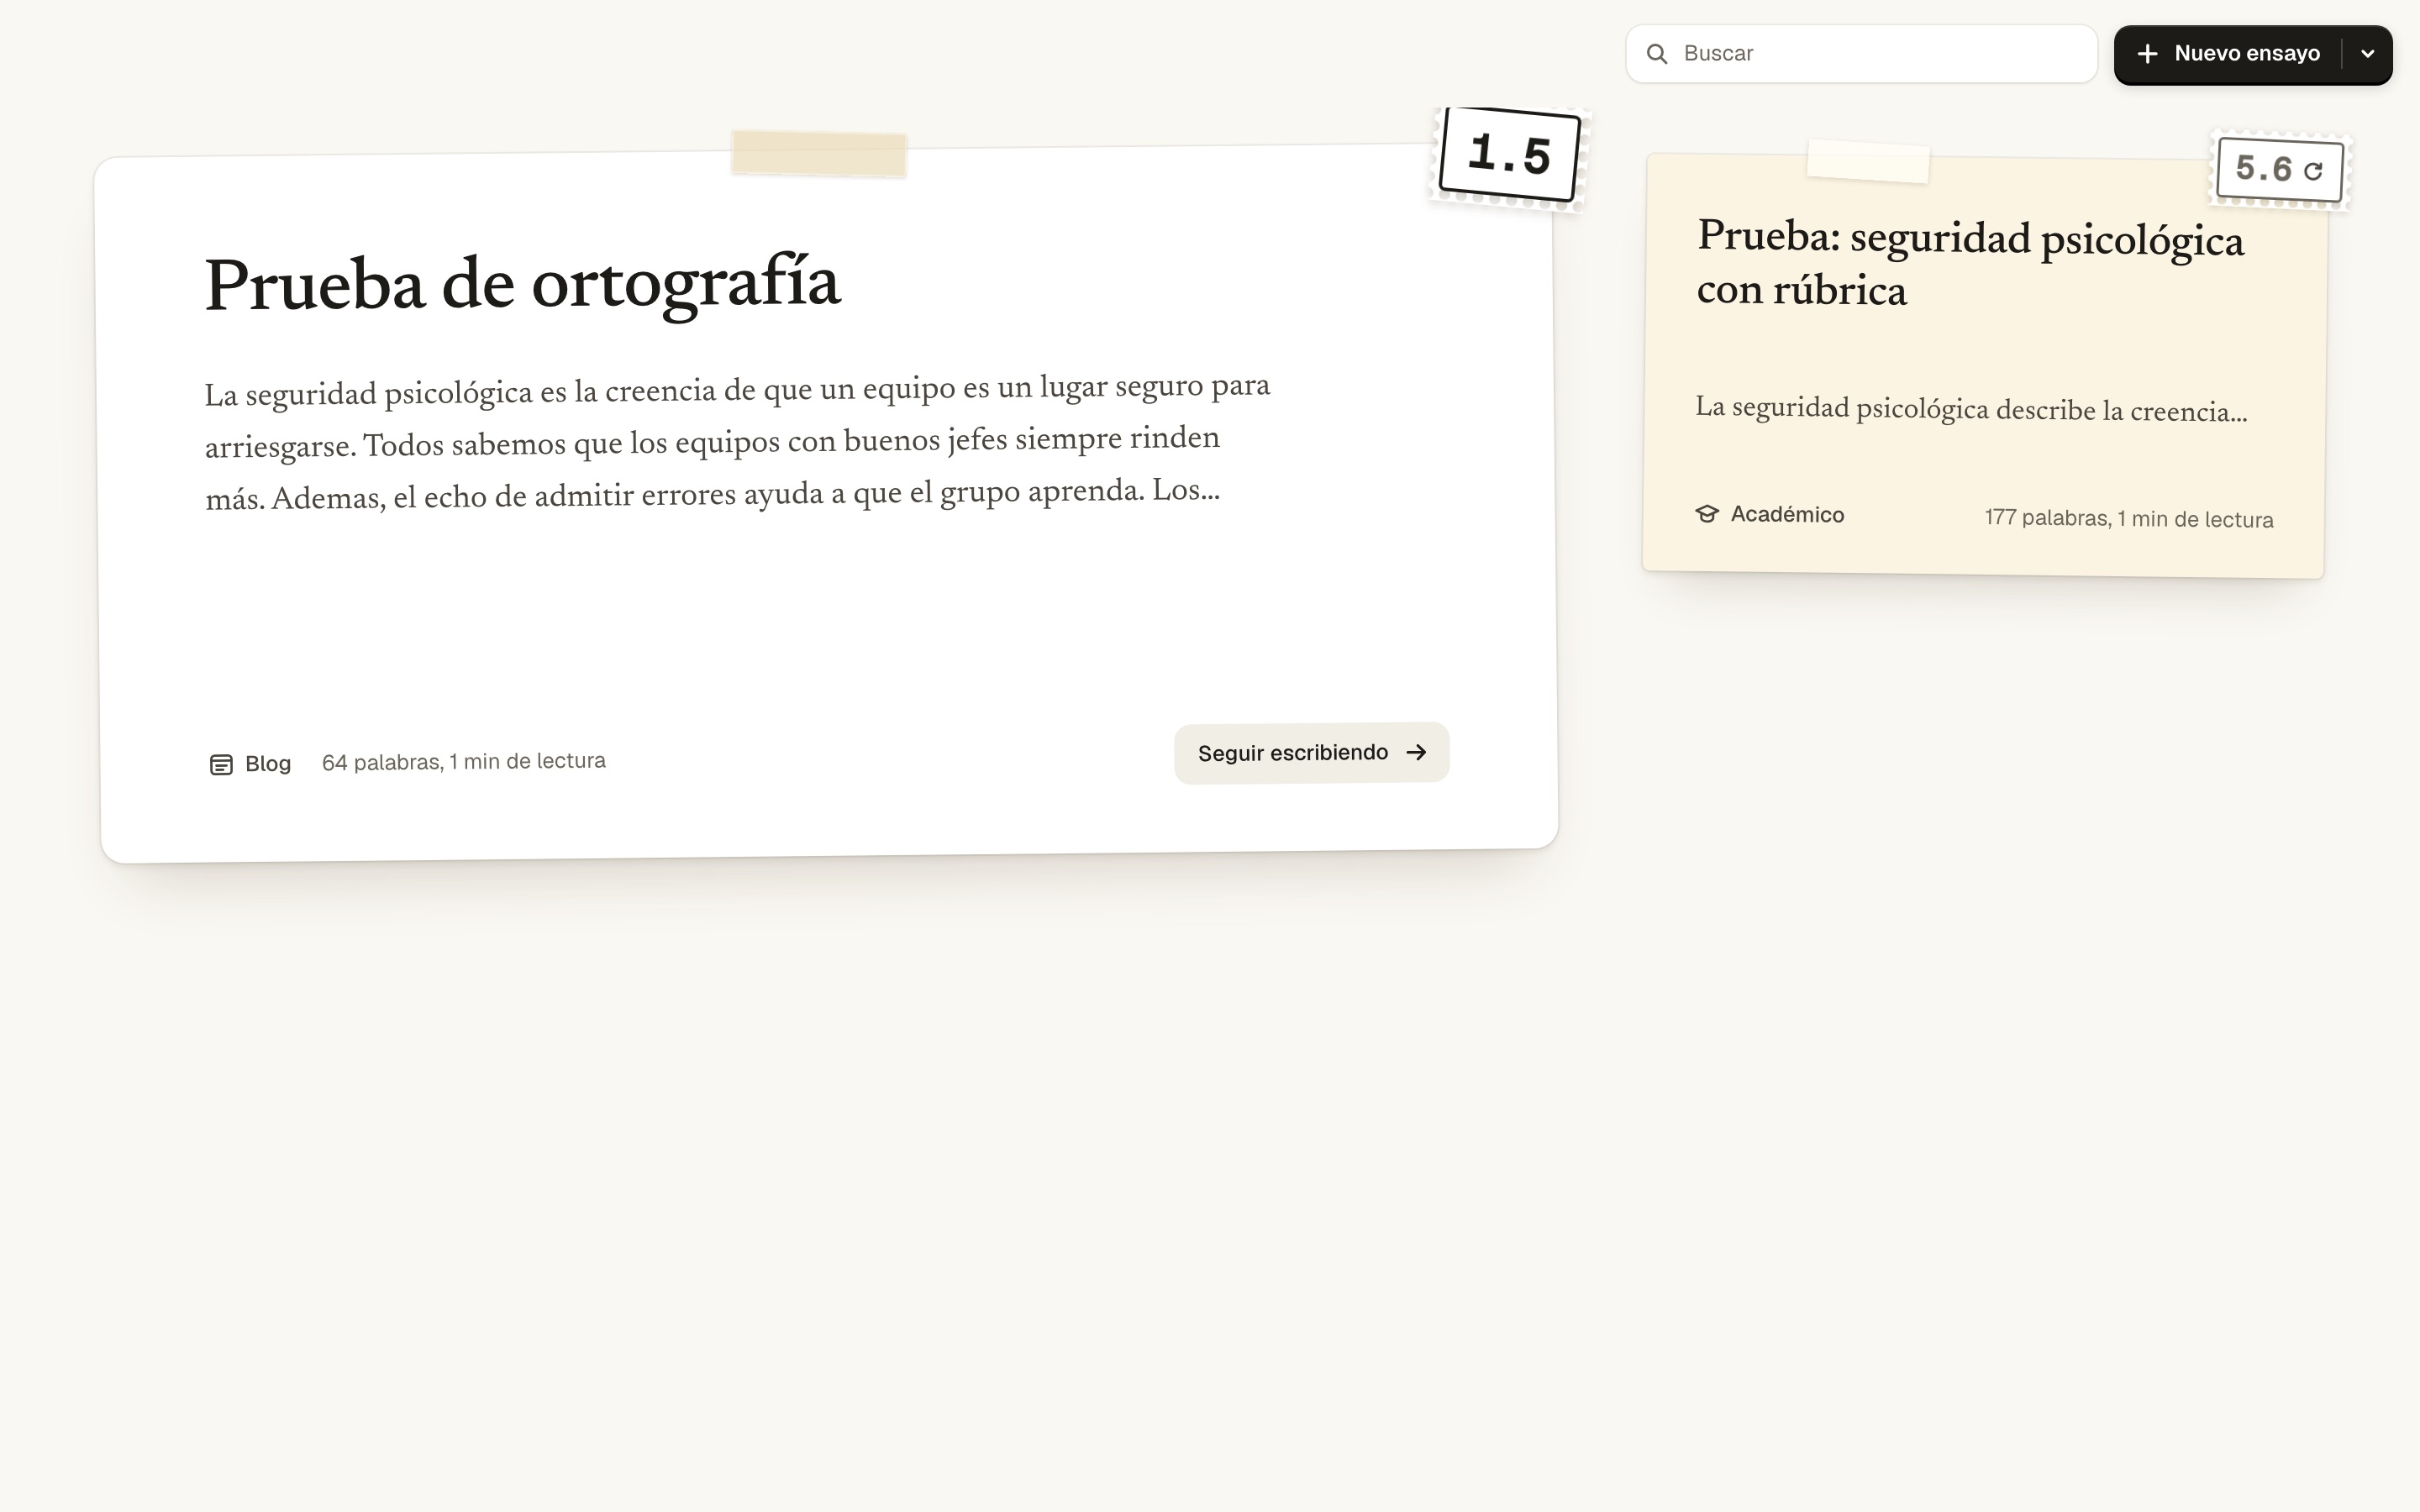 Buscar
Nuevo ensayo
1.5
Prueba de ortografía
La seguridad psicológica es la creencia de que un equipo es un lugar seguro para
arriesgarse. Todos sabemos que los equipos con buenos jefes siempre rinden
más. Ademas, el echo de admitir errores ayuda a que el grupo aprenda. Los...
Blog
64 palabras, 1 min de lectura
Seguir escribiendo
5.6
Prueba: seguridad psicológica
con rúbrica
La seguridad psicológica describe la creencia...
Académico
177 palabras, 1 min de lectura